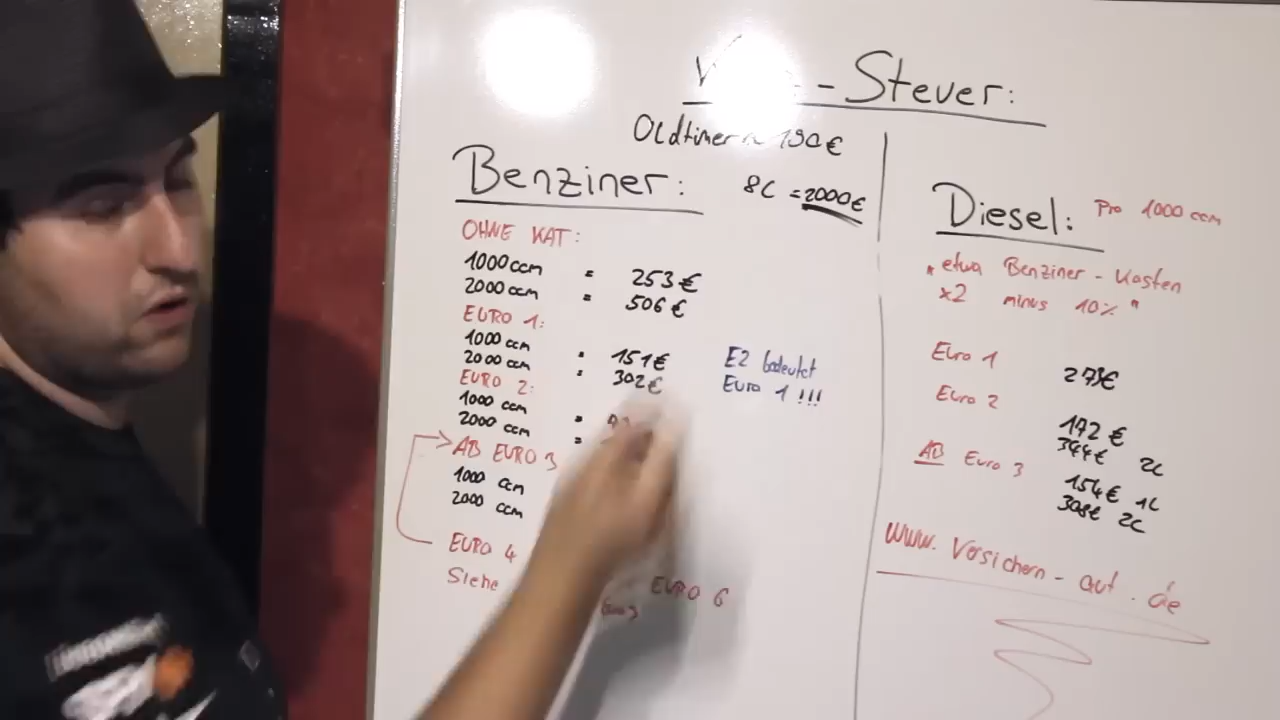 -Steuer:
Oldtimer 190€
Benziner:
8C = 2000€
OHNE KAT:
1000 ccm = 253 €
2000 ccm = 506 €
EURO 1:
1000 ccm = 151€
2000 ccm = 302€
E2 bedeutet
Euro 1 !!!
EURO 2:
1000 ccm =
2000 ccm =
AB EURO 3
1000 ccm
2000 ccm
EURO 4
EURO 6
Siehe
Diesel: Pro 1000 ccm
"etwa Benziner - Kosten
x2 minus 10% "
Euro 1
273€
Euro 2
172 €
344€ 2C
AB Euro 3
154€ 1C
308€ 2C
www.Versichern-gut.de